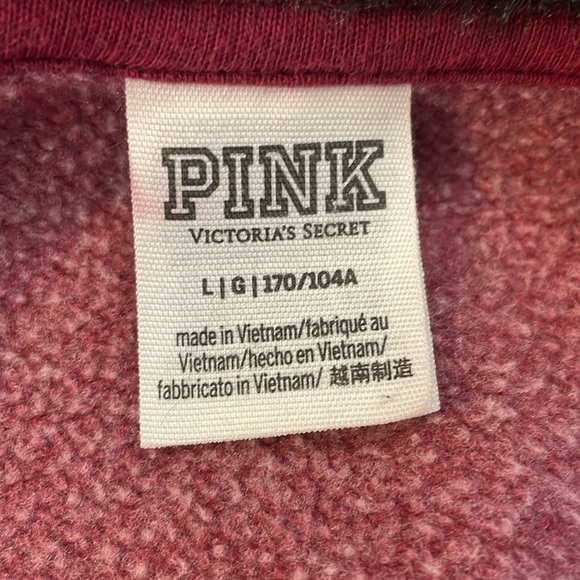 PINK
VICTORIA'S SECRET
L|G|170/104A
made in Vietnam/fabriqué au
Vietnam/hecho en Vietnam/
fabbricato in Vietnam/ 越南制造